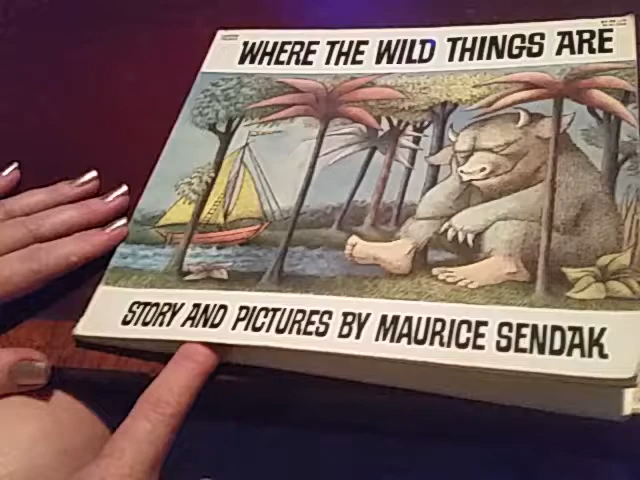 WHERE THE WILD THINGS ARE
STORY AND PICTURES BY MAURICE SENDAK